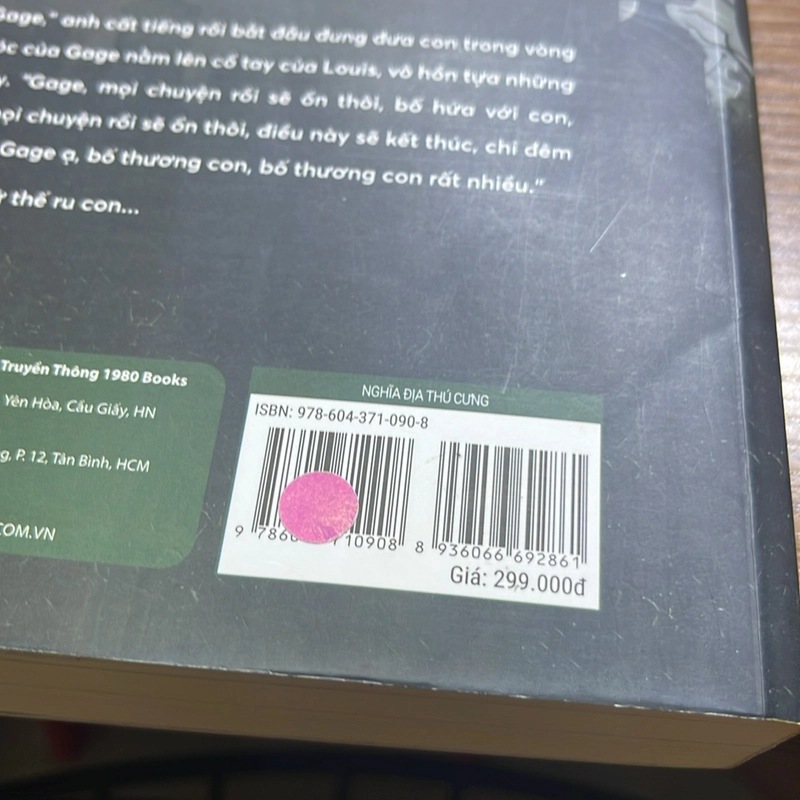 Gage," anh cất tiếng rồi bắt đầu đung đưa con trong vòng
của Gage nằm lên cổ tay của Louis, vô hồn tựa những
"Gage, mọi chuyện rồi sẽ ổn thôi, bố hứa với con,
chuyện rồi sẽ ổn thôi, điều này sẽ kết thúc, chỉ đêm
Gage ạ, bố thương con, bố thương con rất nhiều."
thế ru con...
Truyền Thông 1980 Books
Yên Hòa, Cầu Giấy, HN
P. 12, Tân Bình, HCM
COM.VN
NGHĨA ĐỊA THÚ CƯNG
ISBN: 978-604-371-090-8
9 786 10908 8 936066 692861
Giá: 299.000đ